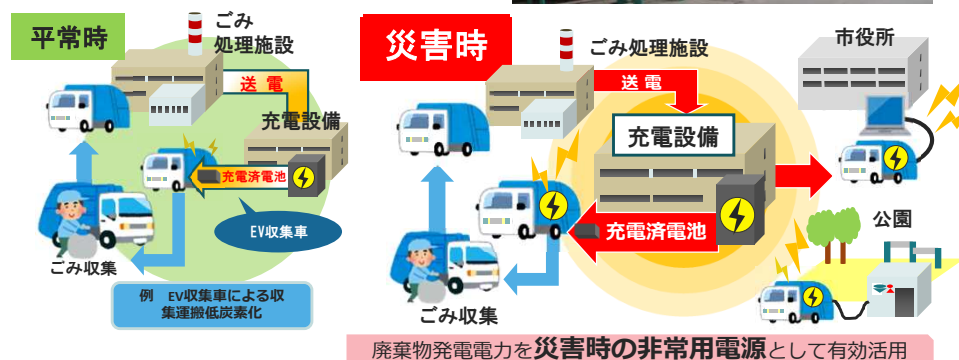 平常時
ごみ
処理施設
送 電
充電設備
充電済電池
EV収集車
ごみ収集
例　EV収集車による収
集運搬低炭素化
災害時
ごみ処理施設
送 電
充電設備
充電済電池
ごみ収集
市役所
公園
廃棄物発電電力を災害時の非常用電源として有効活用